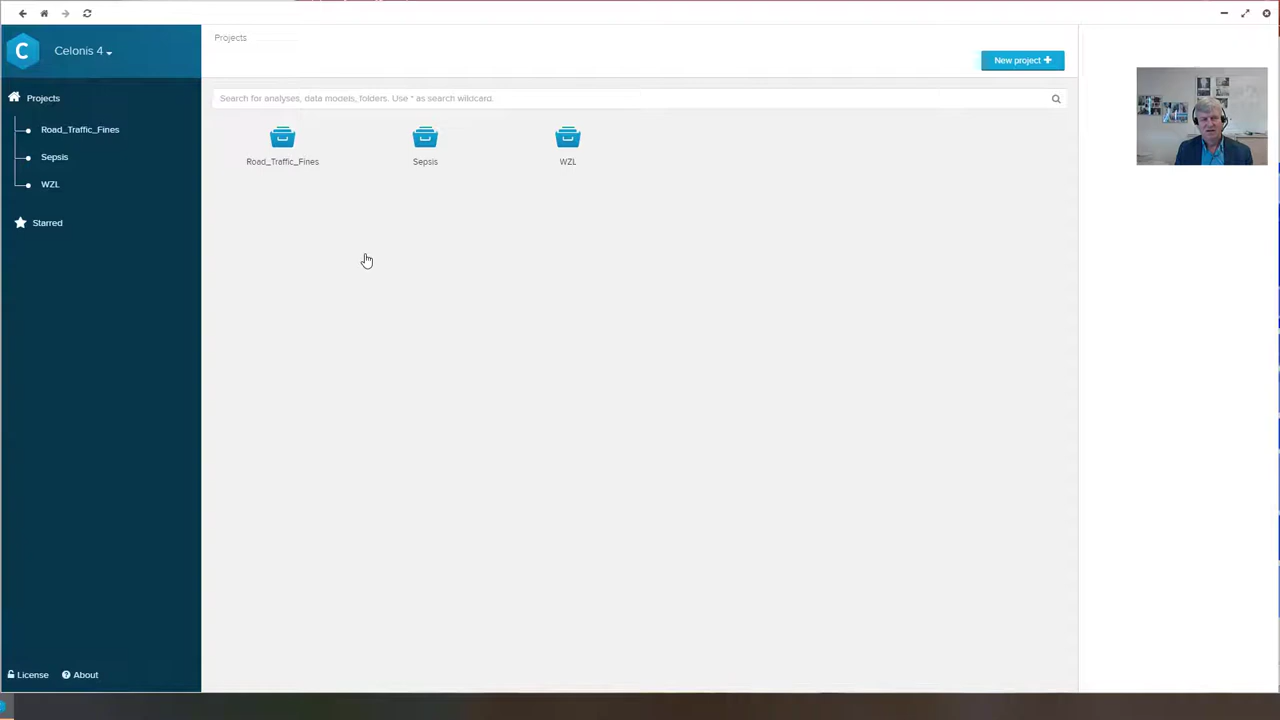 C
Celonis 4
Projects
Road_Traffic_Fines
Sepsis
WZL
Starred
License
About
Projects
New project +
Search for analyses, data models, folders. Use * as search wildcard.
Road_Traffic_Fines
Sepsis
WZL